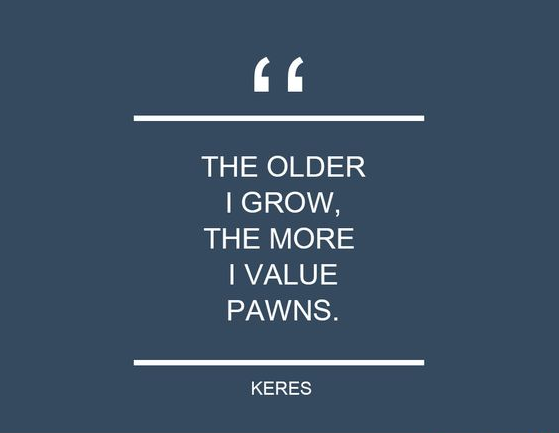 “
THE OLDER
I GROW,
THE MORE
I VALUE
PAWNS.
KERES